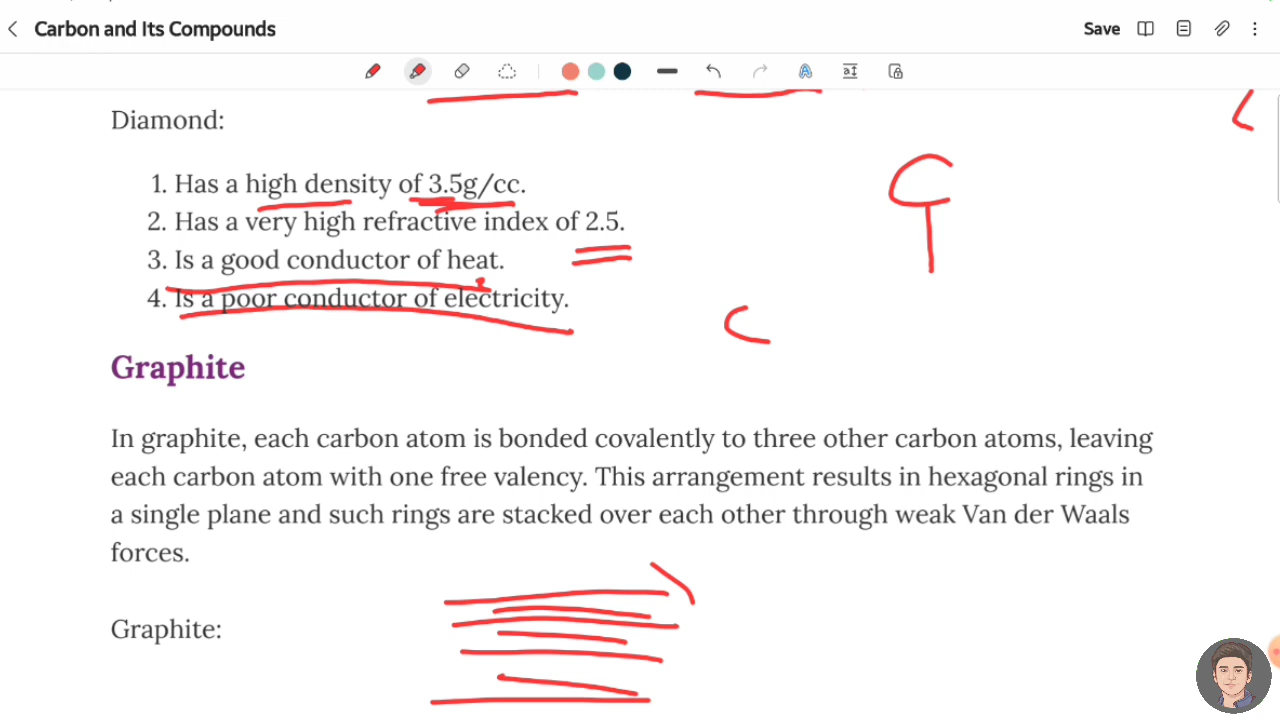 Carbon and Its Compounds
Save
Diamond:
1. Has a high density of 3.5g/cc.
2. Has a very high refractive index of 2.5.
3. Is a good conductor of heat.
4. Is a poor conductor of electricity.
Graphite
In graphite, each carbon atom is bonded covalently to three other carbon atoms, leaving
each carbon atom with one free valency. This arrangement results in hexagonal rings in
a single plane and such rings are stacked over each other through weak Van der Waals
forces.
Graphite: